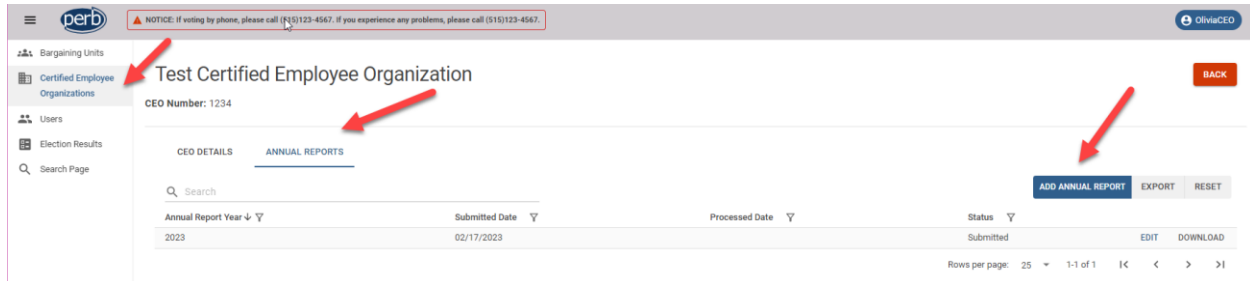 perb
NOTICE: If voting by phone, please call (515)123-4567. If you experience any problems, please call (515)123-4567.
OliviaCEO
Bargaining Units
Certified Employee
Organizations
Users
Election Results
Search Page
Test Certified Employee Organization
BACK
CEO Number: 1234
CEO DETAILS ANNUAL REPORTS
Search
ADD ANNUAL REPORT EXPORT RESET
Annual Report Year Submitted Date Processed Date Status
2023 02/17/2023 Submitted EDIT DOWNLOAD
Rows per page: 25 1-1 of 1